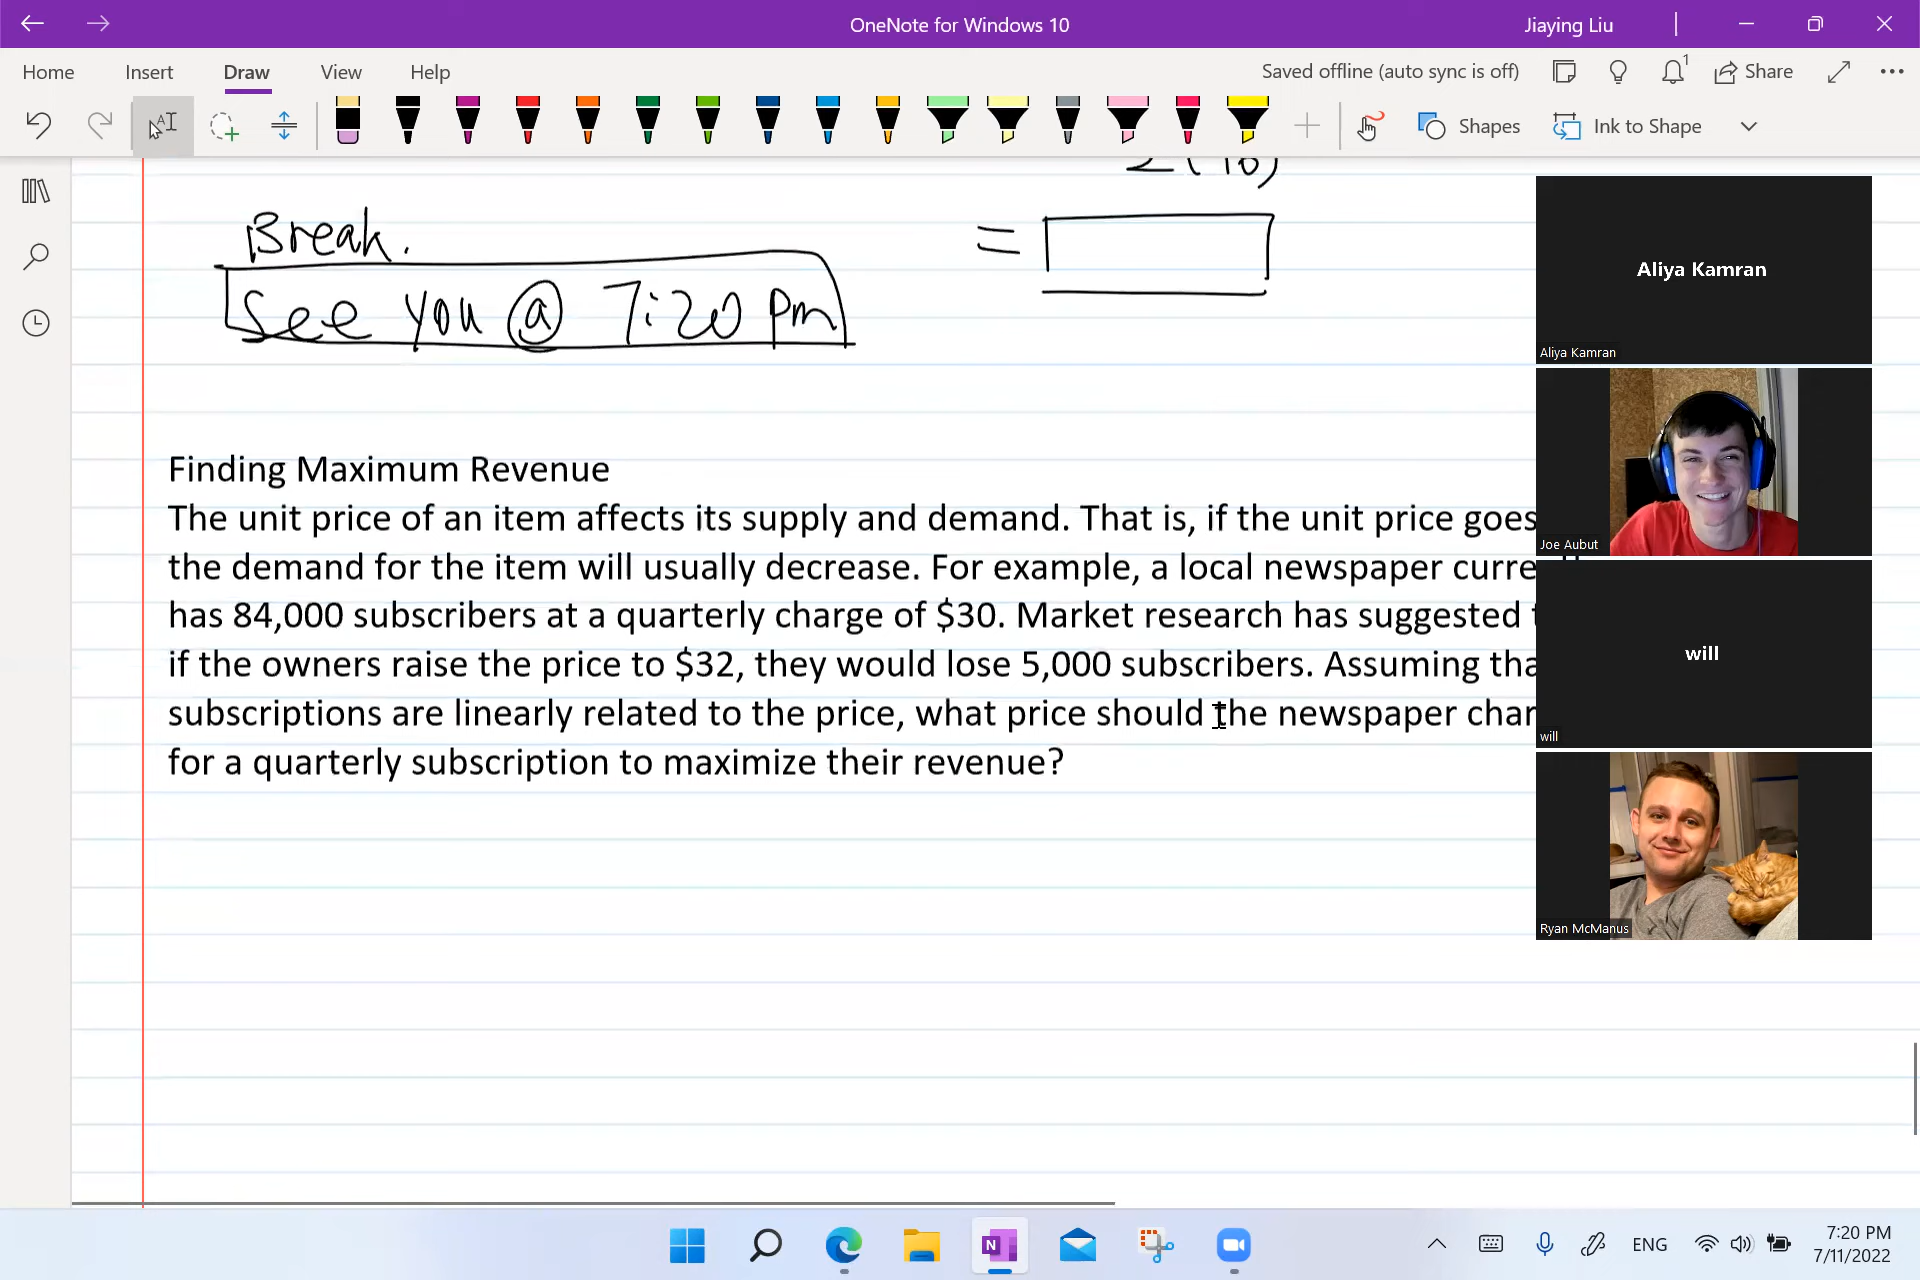 OneNote for Windows 10
Jiaying Liu
Home Insert Draw View Help
Saved offline (auto sync is off)
1
Share
Shapes
Ink to Shape
Break.
=
See you @ 7:20 pm
Finding Maximum Revenue
The unit price of an item affects its supply and demand. That is, if the unit price goes
the demand for the item will usually decrease. For example, a local newspaper curre
has 84,000 subscribers at a quarterly charge of $30. Market research has suggested
if the owners raise the price to $32, they would lose 5,000 subscribers. Assuming tha
subscriptions are linearly related to the price, what price should the newspaper char
for a quarterly subscription to maximize their revenue?
Aliya Kamran
Aliya Kamran
Joe Aubut
will
will
Ryan McManus
ENG
7:20 PM
7/11/2022